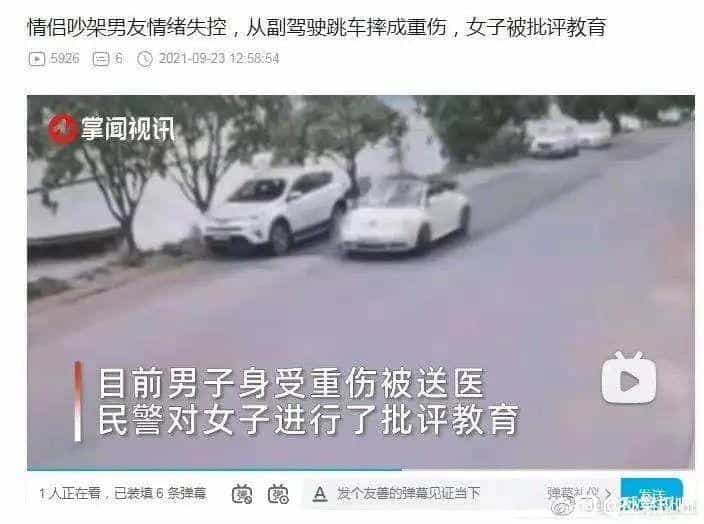 情侣吵架男友情绪失控，从副驾驶跳车摔成重伤，女子被批评教育
5926 6 2021-09-23 12:58:54
掌闻视讯
目前男子身受重伤被送医
民警对女子进行了批评教育
1 人正在看，已装填 6 条弹幕 弹 弹 A 发个友善的弹幕见证当下 弹幕礼仪 > 发送